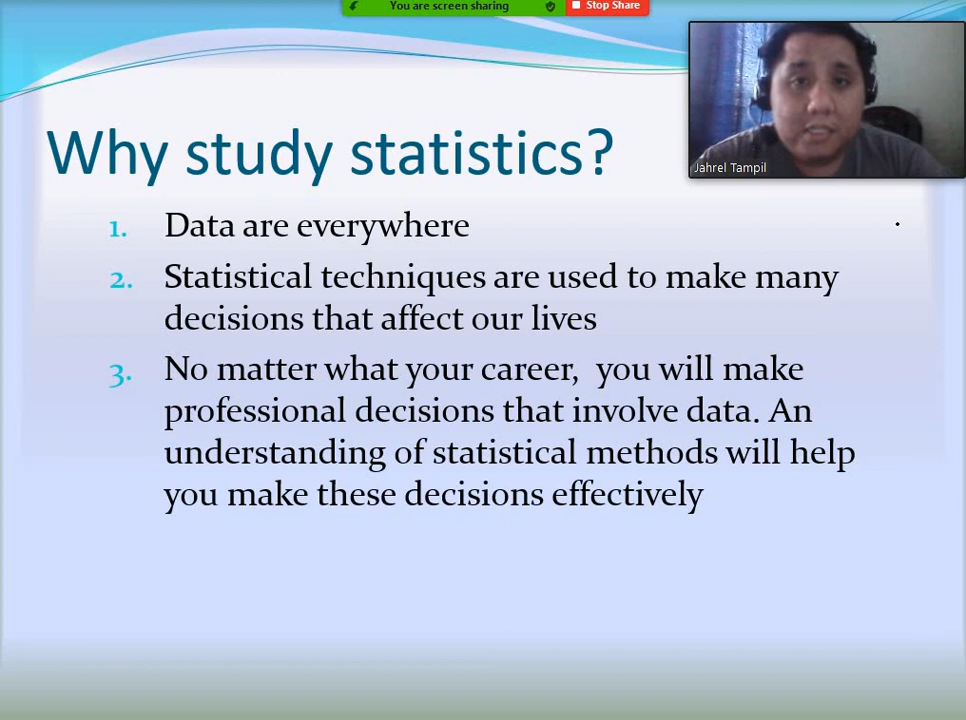 You are screen sharing
Stop Share
Jahrel Tampil
Why study statistics?
1. Data are everywhere
2. Statistical techniques are used to make many
decisions that affect our lives
3. No matter what your career,  you will make
professional decisions that involve data. An
understanding of statistical methods will help
you make these decisions effectively